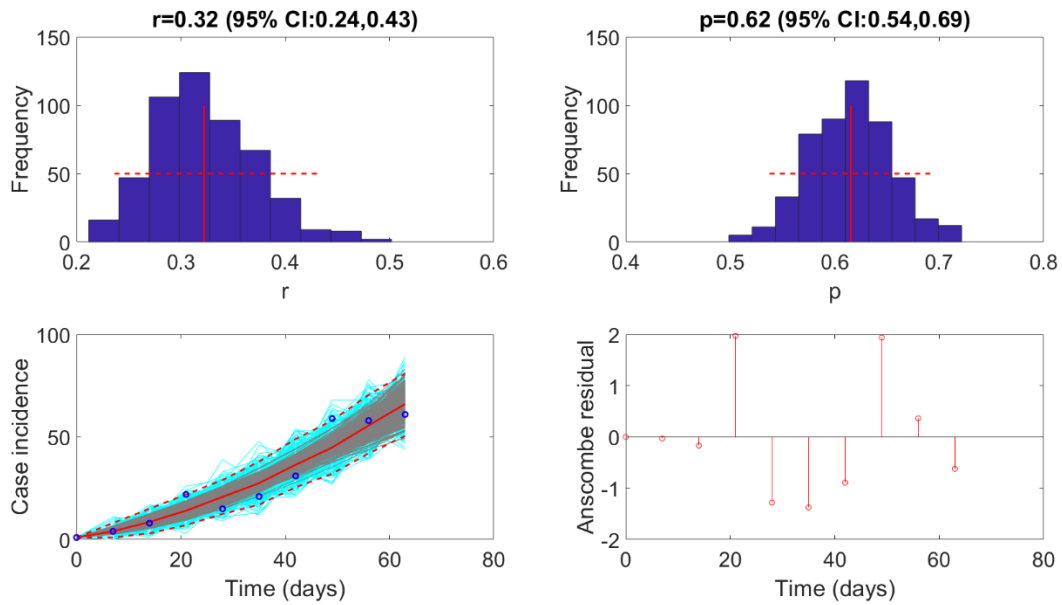 r=0.32 (95% CI:0.24,0.43)
150
100
50
0
Frequency
0.2 0.3 0.4 0.5 0.6
r
p=0.62 (95% CI:0.54,0.69)
150
100
50
0
Frequency
0.4 0.5 0.6 0.7 0.8
p
100
50
0
Case incidence
0 20 40 60 80
Time (days)
2
1
0
-1
-2
Anscombe residual
0 20 40 60 80
Time (days)